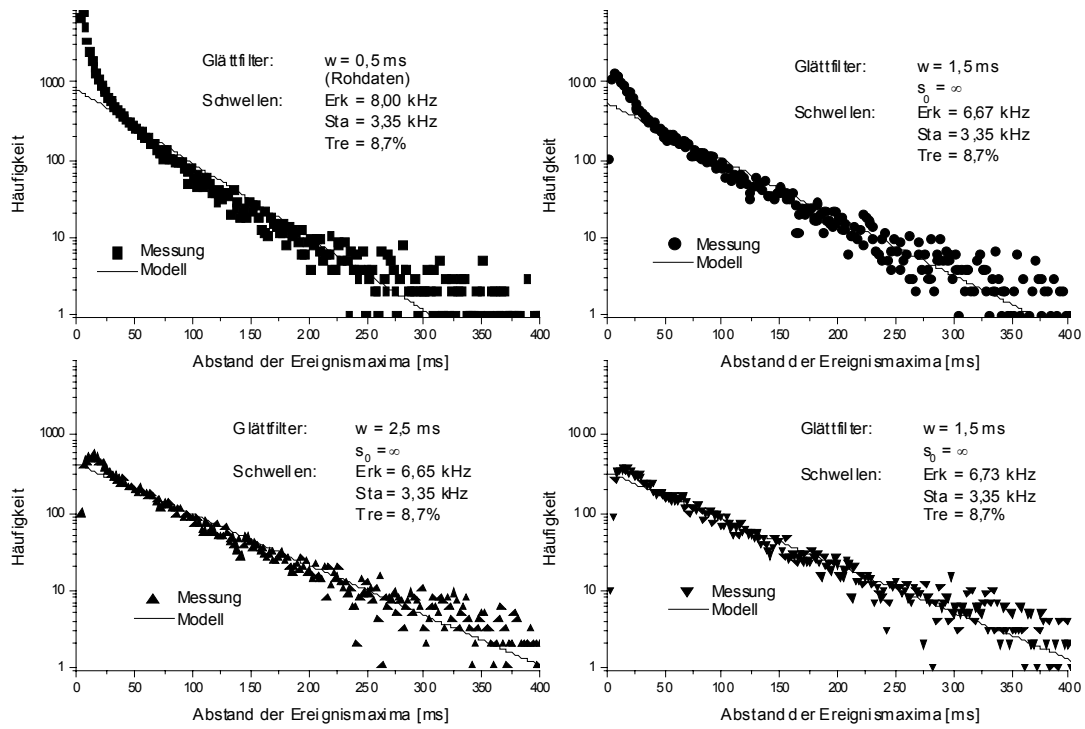 Häufigkeit
1000
100
10
1
Glättfilter: w = 0,5 ms
(Rohdaten)
Schwellen: Erk = 8,00 kHz
Sta = 3,35 kHz
Tre = 8,7%
Messung
Modell
0 50 100 150 200 250 300 350 400
Abstand der Ereignismaxima [ms]
Häufigkeit
1000
100
10
1
Glättfilter: w = 1,5 ms
s0 = ∞
Schwellen: Erk = 6,67 kHz
Sta = 3,35 kHz
Tre = 8,7%
Messung
Modell
0 50 100 150 200 250 300 350 400
Abstand der Ereignismaxima [ms]
Häufigkeit
1000
100
10
1
Glättfilter: w = 2,5 ms
s0 = ∞
Schwellen: Erk = 6,65 kHz
Sta = 3,35 kHz
Tre = 8,7%
Messung
Modell
0 50 100 150 200 250 300 350 400
Abstand der Ereignismaxima [ms]
Häufigkeit
1000
100
10
1
Glättfilter: w = 1,5 ms
s0 = ∞
Schwellen: Erk = 6,73 kHz
Sta = 3,35 kHz
Tre = 8,7%
Messung
Modell
0 50 100 150 200 250 300 350 400
Abstand der Ereignismaxima [ms]